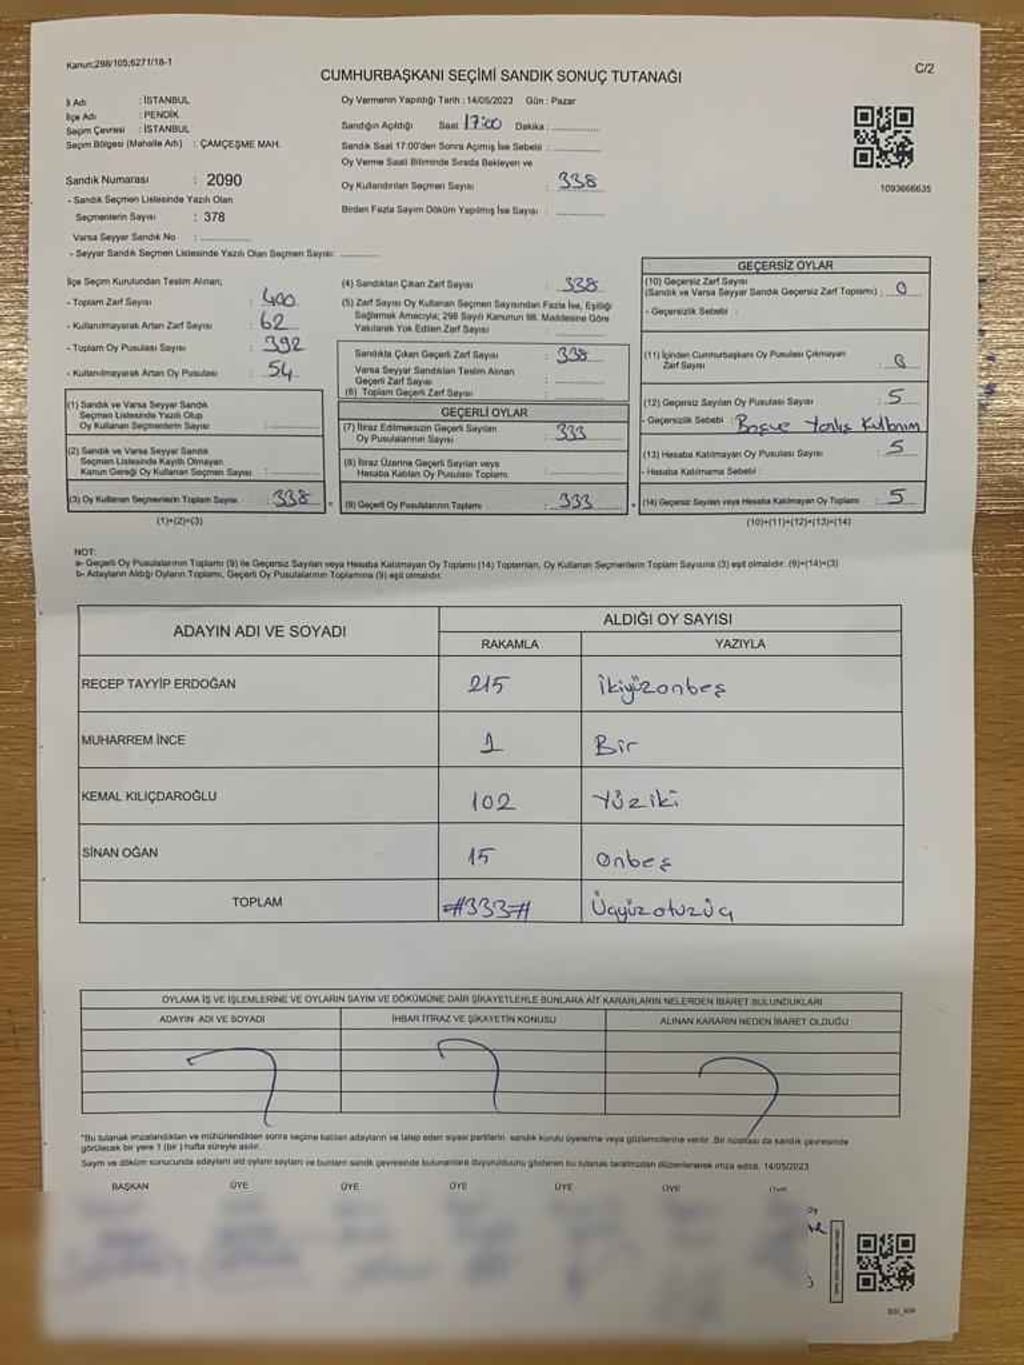 Kanun:298/105;6271/18-1
C/2
CUMHURBAŞKANI SEÇİMİ SANDIK SONUÇ TUTANAĞI
İl Adı : İSTANBUL
İlçe Adı : PENDİK
Seçim Çevresi : İSTANBUL
Seçim Bölgesi (Mahalle Adı) : ÇAMÇEŞME MAH.
Sandık Numarası : 2090
- Sandık Seçmen Listesinde Yazılı Olan
Seçmenlerin Sayısı : 378
Varsa Seyyar Sandık No :
- Seyyar Sandık Seçmen Listesinde Yazılı Olan Seçmen Sayısı:
Oy Vermenin Yapıldığı Tarih : 14/05/2023 Gün : Pazar
Sandığın Açıldığı Saat 17:00 Dakika :
Sandık Saat 17:00'den Sonra Açmış İse Sebebi :
Oy Verme Saati Bitiminde Sırada Bekleyen ve
Oy Kullandırılan Seçmen Sayısı : 338
Birden Fazla Sayım Döküm Yapılmış İse Sayısı :
1093666635
İlçe Seçim Kurulundan Teslim Alınan;
- Toplam Zarf Sayısı : 400
- Kullanılmayarak Artan Zarf Sayısı : 62
- Toplam Oy Pusulası Sayısı : 392
- Kullanılmayarak Artan Oy Pusulası : 54
(1) Sandık ve Varsa Seyyar Sandık
Seçmen Listesinde Yazılı Olup
Oy Kullanan Seçmenlerin Sayısı :
(2) Sandık ve Varsa Seyyar Sandık
Seçmen Listesinde Kayıtlı Olmayan
Kanun Gereği Oy Kullanan Seçmen Sayısı :
(3) Oy Kullanan Seçmenlerin Toplam Sayısı : 338
(1)+(2)=(3)
(4) Sandıktan Çıkan Zarf Sayısı : 338
(5) Zarf Sayısı Oy Kullanan Seçmen Sayısından Fazla İse, Eşitliği
Sağlamak Amacıyla; 298 Sayılı Kanunun 98. Maddesine Göre
Yakılarak Yok Edilen Zarf Sayısı :
Sandıkta Çıkan Geçerli Zarf Sayısı : 338
Varsa Seyyar Sandıktan Teslim Alınan
Geçerli Zarf Sayısı :
(6) Toplam Geçerli Zarf Sayısı :
GEÇERLİ OYLAR
(7) İtiraz Edilmeksizin Geçerli Sayılan
Oy Pusulalarının Sayısı : 333
(8) İtiraz Üzerine Geçerli Sayılan veya
Hesaba Katılan Oy Pusulası Toplamı :
(9) Geçerli Oy Pusulalarının Toplamı : 333
GEÇERSİZ OYLAR
(10) Geçersiz Zarf Sayısı
(Sandık ve Varsa Seyyar Sandık Geçersiz Zarf Toplamı) : 0
- Geçersizlik Sebebi :
(11) İçinden Cumhurbaşkanı Oy Pusulası Çıkmayan
Zarf Sayısı : 0
(12) Geçersiz Sayılan Oy Pusulası Sayısı : 5
- Geçersizlik Sebebi : Boş ve Yanlış Kullanım
(13) Hesaba Katılmayan Oy Pusulası Sayısı : 5
- Hesaba Katılmama Sebebi :
(14) Geçersiz Sayılan veya Hesaba Katılmayan Oy Toplamı : 5
(10)+(11)+(12)+(13)=(14)
NOT:
a- Geçerli Oy Pusulalarının Toplamı (9) ile Geçersiz Sayılan veya Hesaba Katılmayan Oy Toplamı (14) Toplamları, Oy Kullanan Seçmenlerin Toplam Sayısına (3) eşit olmalıdır. (9)+(14)=(3)
b- Adayların Aldığı Oyların Toplamı, Geçerli Oy Pusulalarının Toplamına (9) eşit olmalıdır.
ADAYIN ADI VE SOYADI
ALDIĞI OY SAYISI
RAKAMLA YAZIYLA
RECEP TAYYİP ERDOĞAN 215 İkiyüzonbeş
MUHARREM İNCE 1 Bir
KEMAL KILIÇDAROĞLU 102 Yüziki
SİNAN OĞAN 15 Onbeş
TOPLAM #333# Üçyüzotuzüç
OYLAMA İŞ VE İŞLEMLERİNE VE OYLARIN SAYIM VE DÖKÜMÜNE DAİR ŞİKAYETLERLE BUNLARA AİT KARARLARIN NELERDEN İBARET BULUNDUKLARI
ADAYIN ADI VE SOYADI İHBAR İTİRAZ VE ŞİKAYETİN KONUSU ALINAN KARARIN NEDEN İBARET OLDUĞU
*Bu tutanak imzalandıktan ve mühürlendikten sonra seçime katılan adayların ve talep eden siyasi partilerin sandık kurulu üyelerine veya gözlemcilerine verilir. Bir nüshası da sandık çevresinde
görülecek bir yere 1 (bir) hafta süreyle asılır.
Sayım ve döküm sonucunda adayların aldıkları oyların sayıları ve bunların sandık çevresinde bulunanlara duyurulduğunu gösteren bu tutanak tarafımızdan düzenlenerek imza edildi. 14/05/2023
BAŞKAN ÜYE ÜYE ÜYE ÜYE ÜYE ÜYE